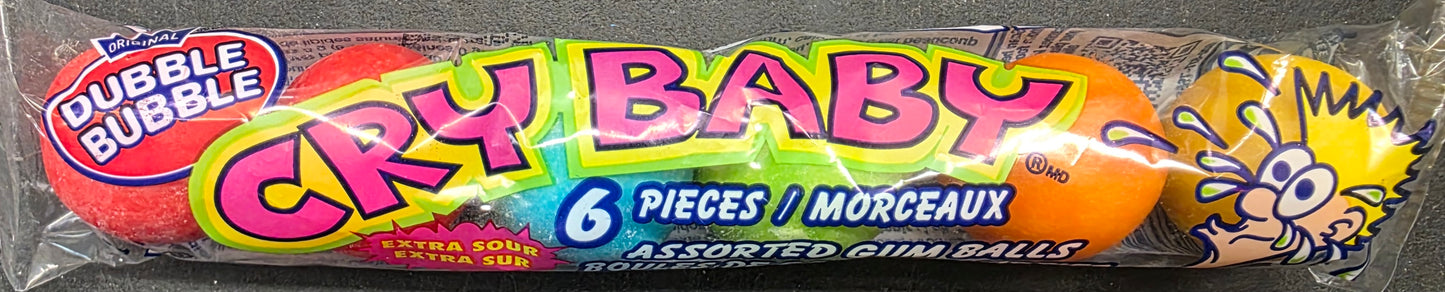 ORIGINAL
DUBBLE
BUBBLE
CRY BABY
® MD
6 PIECES / MORCEAUX
EXTRA SOUR
EXTRA SUR
ASSORTED GUM BALLS